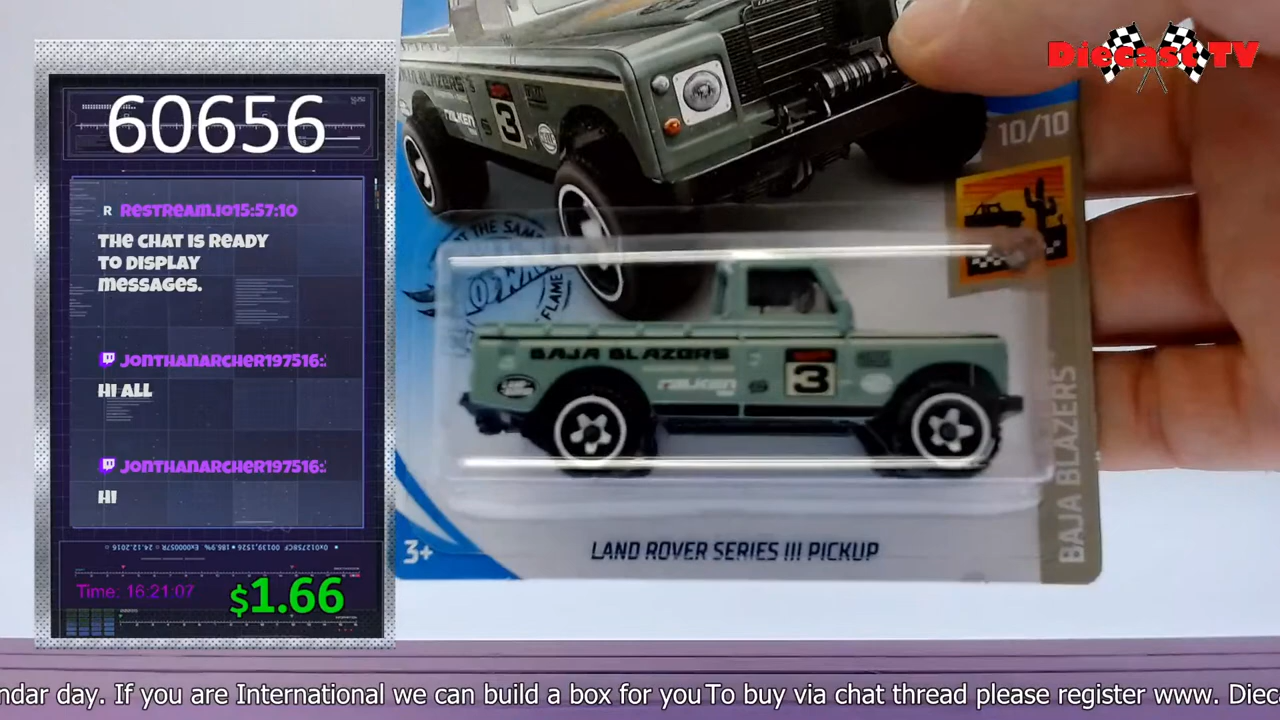 Diecast TV
60656
R Restream.io15:57:10
THE CHAT IS READY
TO DISPLAY
MESSAGES.
JONTHANARCHER197516:
HI ALL
JONTHANARCHER197516:
HI
Time: 16:21:07
$1.66
10/10
3
FALKEN
BAJA BLAZERS
FALKEN
3
BAJA BLAZERS
3+
LAND ROVER SERIES III PICKUP
ndar day. If you are International we can build a box for you To buy via chat thread please register www. Diec